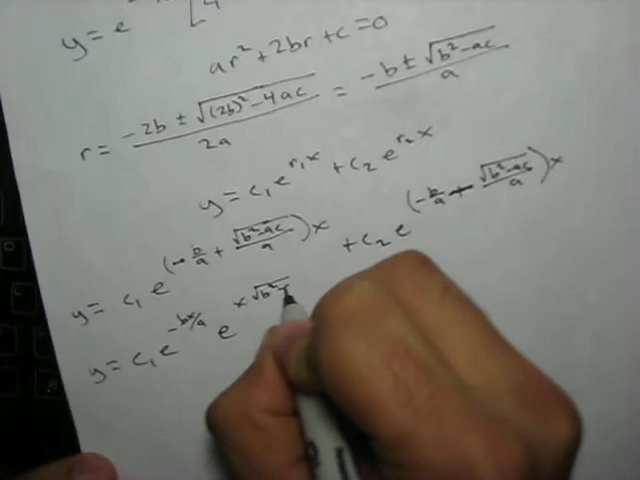 y = e [4
ar² + 2br + c = 0
r = (-2b ± √((2b)² - 4ac))/(2a) = (-b ± √(b² - ac))/a
y = c₁e^(r₁x) + c₂e^(r₂x)
y = c₁e^((-b/a + √(b²-ac)/a)x) + c₂e^((-b/a - √(b²-ac)/a)x)
y = c₁e^(-bx/a) e^(x√(b²-